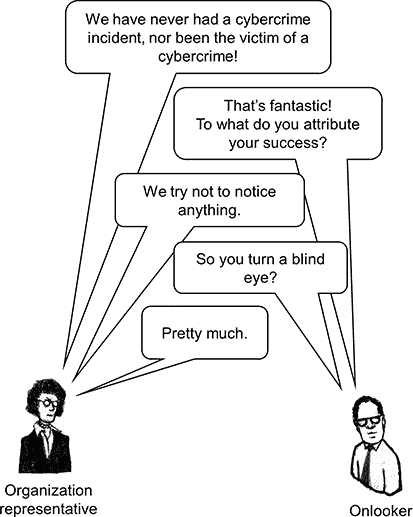 We have never had a cybercrime
incident, nor been the victim of a
cybercrime!
That's fantastic!
To what do you attribute
your success?
We try not to notice
anything.
So you turn a blind
eye?
Pretty much.
Organization
representative
Onlooker